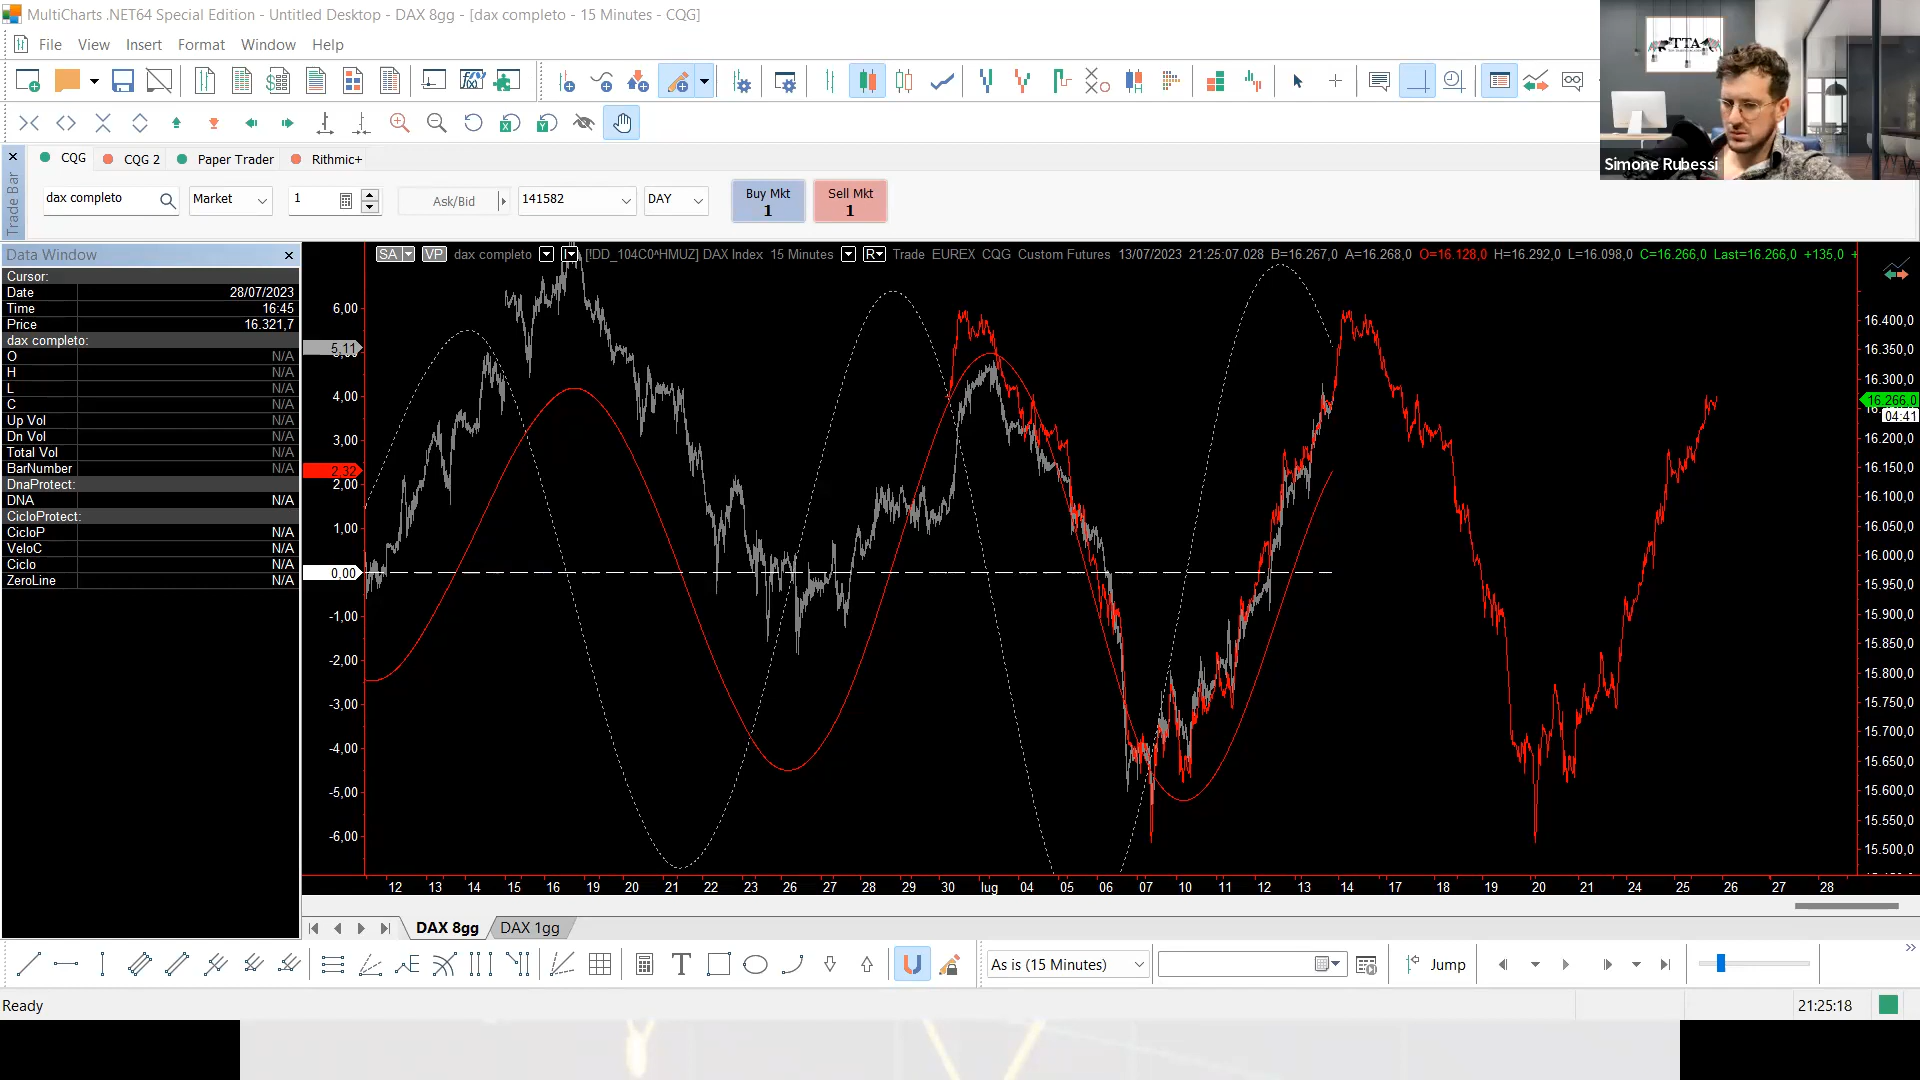 MultiCharts .NET64 Special Edition - Untitled Desktop - DAX 8gg - [dax completo - 15 Minutes - CQG]
File View Insert Format Window Help
TTA
Simone Rubessi
CQG CQG 2 Paper Trader Rithmic+
Trade Bar
dax completo Market 1 Ask/Bid 141582 DAY Buy Mkt 1 Sell Mkt 1
Data Window
Cursor:
Date 28/07/2023
Time 16:45
Price 16.321,7
dax completo:
O N/A
H N/A
L N/A
C N/A
Up Vol N/A
Dn Vol N/A
Total Vol N/A
BarNumber N/A
DnaProtect:
DNA N/A
CicloProtect:
CicloP N/A
VeloC N/A
Ciclo N/A
ZeroLine N/A
SA VP dax completo [!DD_104C0^HMUZ] DAX Index 15 Minutes R Trade EUREX CQG Custom Futures 13/07/2023 21:25:07.028 B=16.267,0 A=16.268,0 O=16.128,0 H=16.292,0 L=16.098,0 C=16.266,0 Last=16.266,0 +135,0 +
6,00
5,11
4,00
3,00
2,32
2,00
1,00
0,00
-1,00
-2,00
-3,00
-4,00
-5,00
-6,00
16.400,0
16.350,0
16.300,0
16.266,0
04:41
16.200,0
16.150,0
16.100,0
16.050,0
16.000,0
15.950,0
15.900,0
15.850,0
15.800,0
15.750,0
15.700,0
15.650,0
15.600,0
15.550,0
15.500,0
12 13 14 15 16 19 20 21 22 23 26 27 28 29 30 lug 04 05 06 07 10 11 12 13 14 17 18 19 20 21 24 25 26 27 28
DAX 8gg DAX 1gg
As is (15 Minutes) Jump
Ready 21:25:18